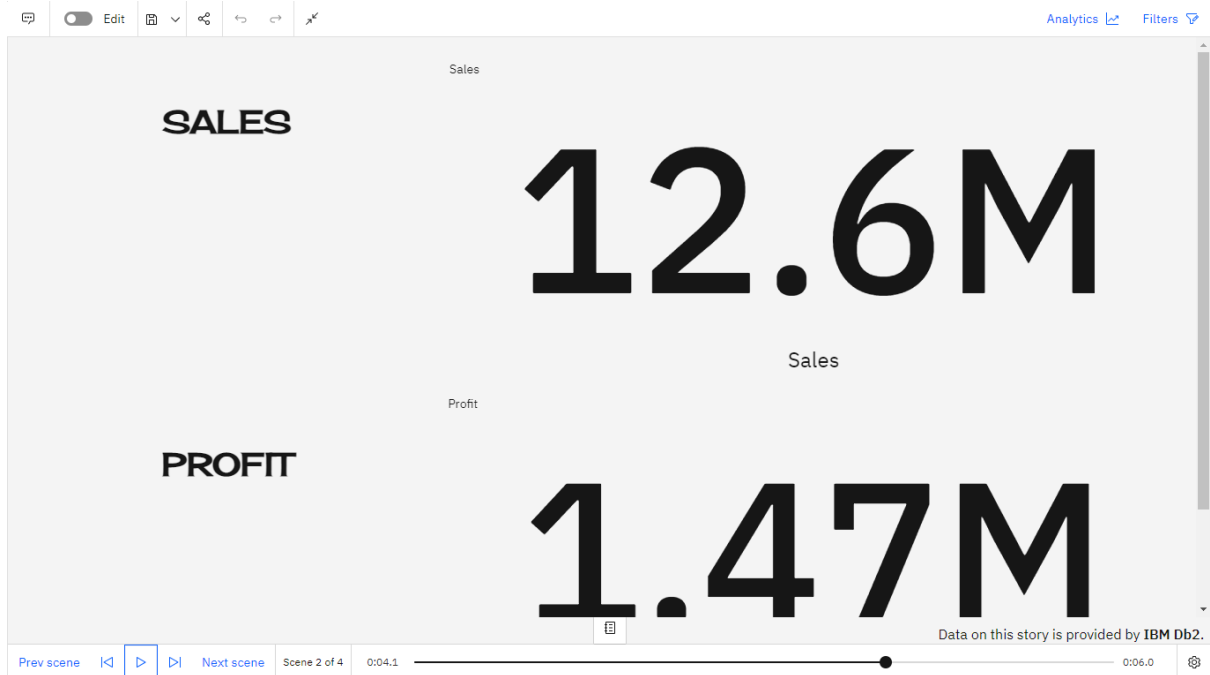 Edit
Analytics
Filters
Sales
SALES
12.6M
Sales
Profit
PROFIT
1.47M
Data on this story is provided by IBM Db2.
Prev scene
Next scene
Scene 2 of 4
0:04.1
0:06.0